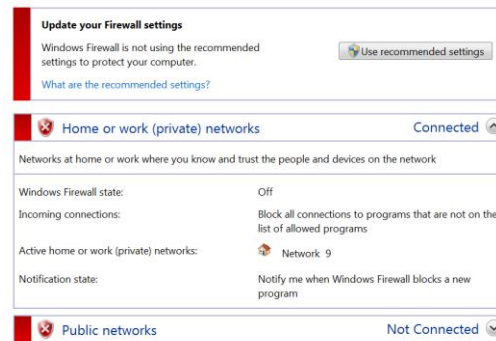 Update your Firewall settings
Windows Firewall is not using the recommended
settings to protect your computer.
Use recommended settings
What are the recommended settings?
Home or work (private) networks
Connected
Networks at home or work where you know and trust the people and devices on the network
Windows Firewall state:
Off
Incoming connections:
Block all connections to programs that are not on the
list of allowed programs
Active home or work (private) networks:
Network 9
Notification state:
Notify me when Windows Firewall blocks a new
program
Public networks
Not Connected